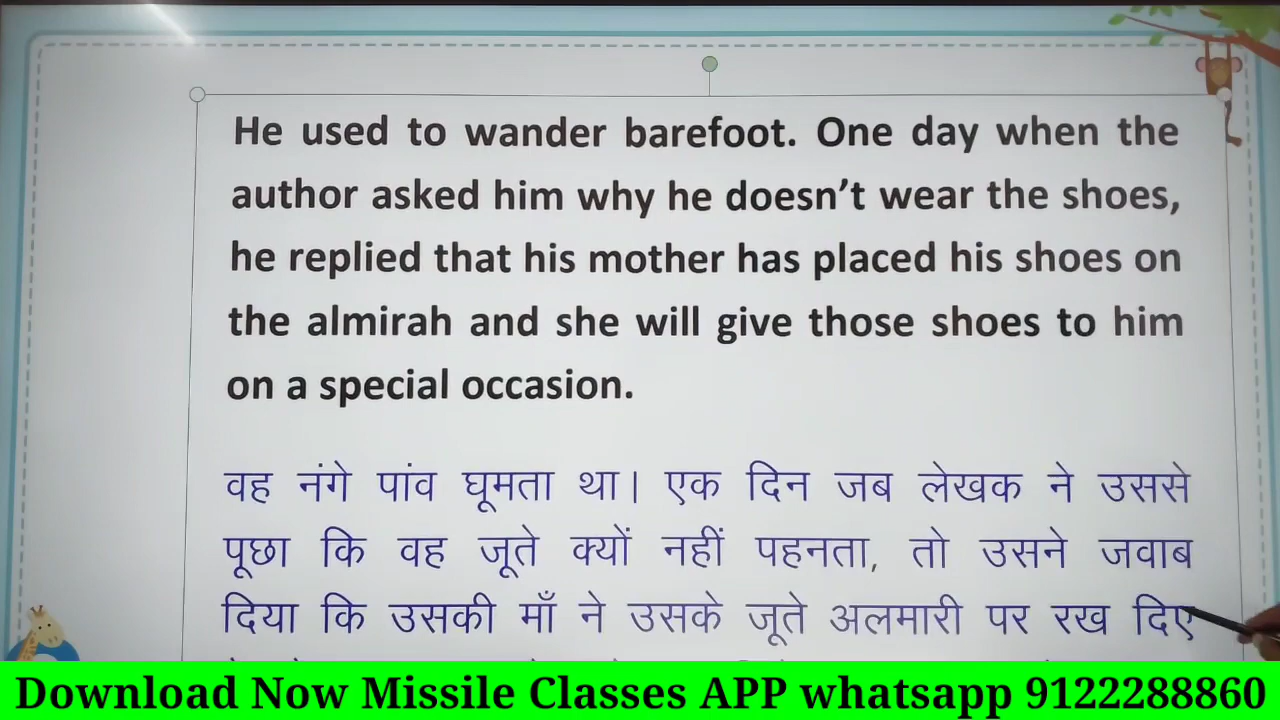 He used to wander barefoot. One day when the
author asked him why he doesn't wear the shoes,
he replied that his mother has placed his shoes on
the almirah and she will give those shoes to him
on a special occasion.
वह नंगे पांव घूमता था। एक दिन जब लेखक ने उससे
पूछा कि वह जूते क्यों नहीं पहनता, तो उसने जवाब
दिया कि उसकी माँ ने उसके जूते अलमारी पर रख दिए
Download Now Missile Classes APP whatsapp 9122288860